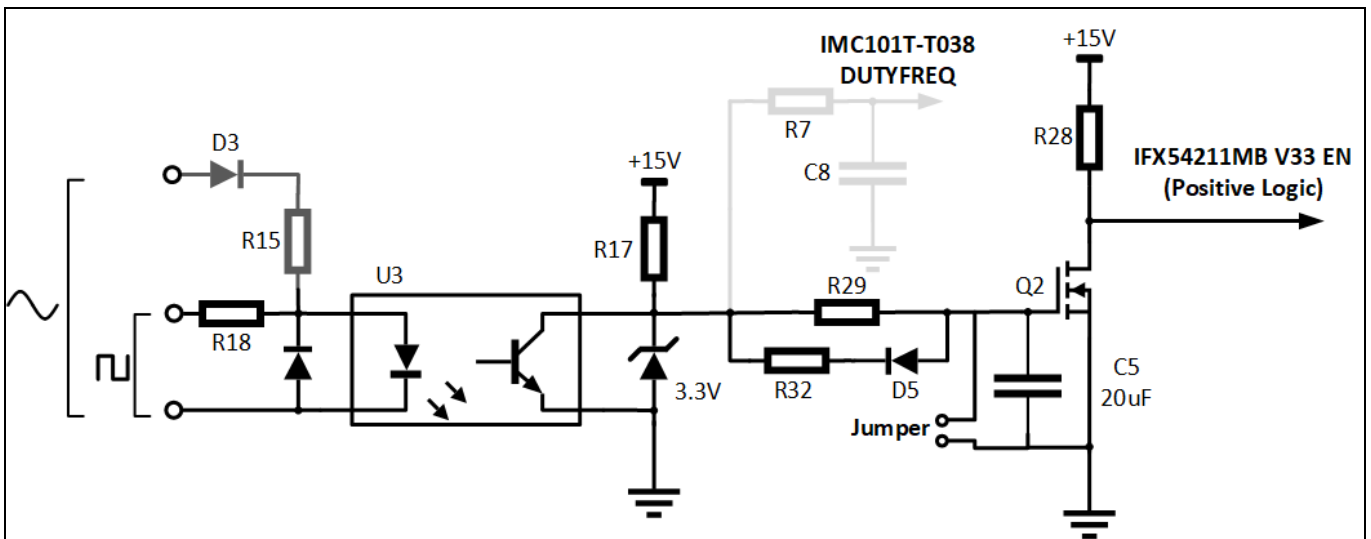 IMC101T-T038
DUTYFREQ
+15V
R7
R28
D3
+15V
C8
IFX54211MB V33 EN
(Positive Logic)
R15
R17
U3
R29
Q2
R18
3.3V
R32
D5
C5
20uF
Jumper